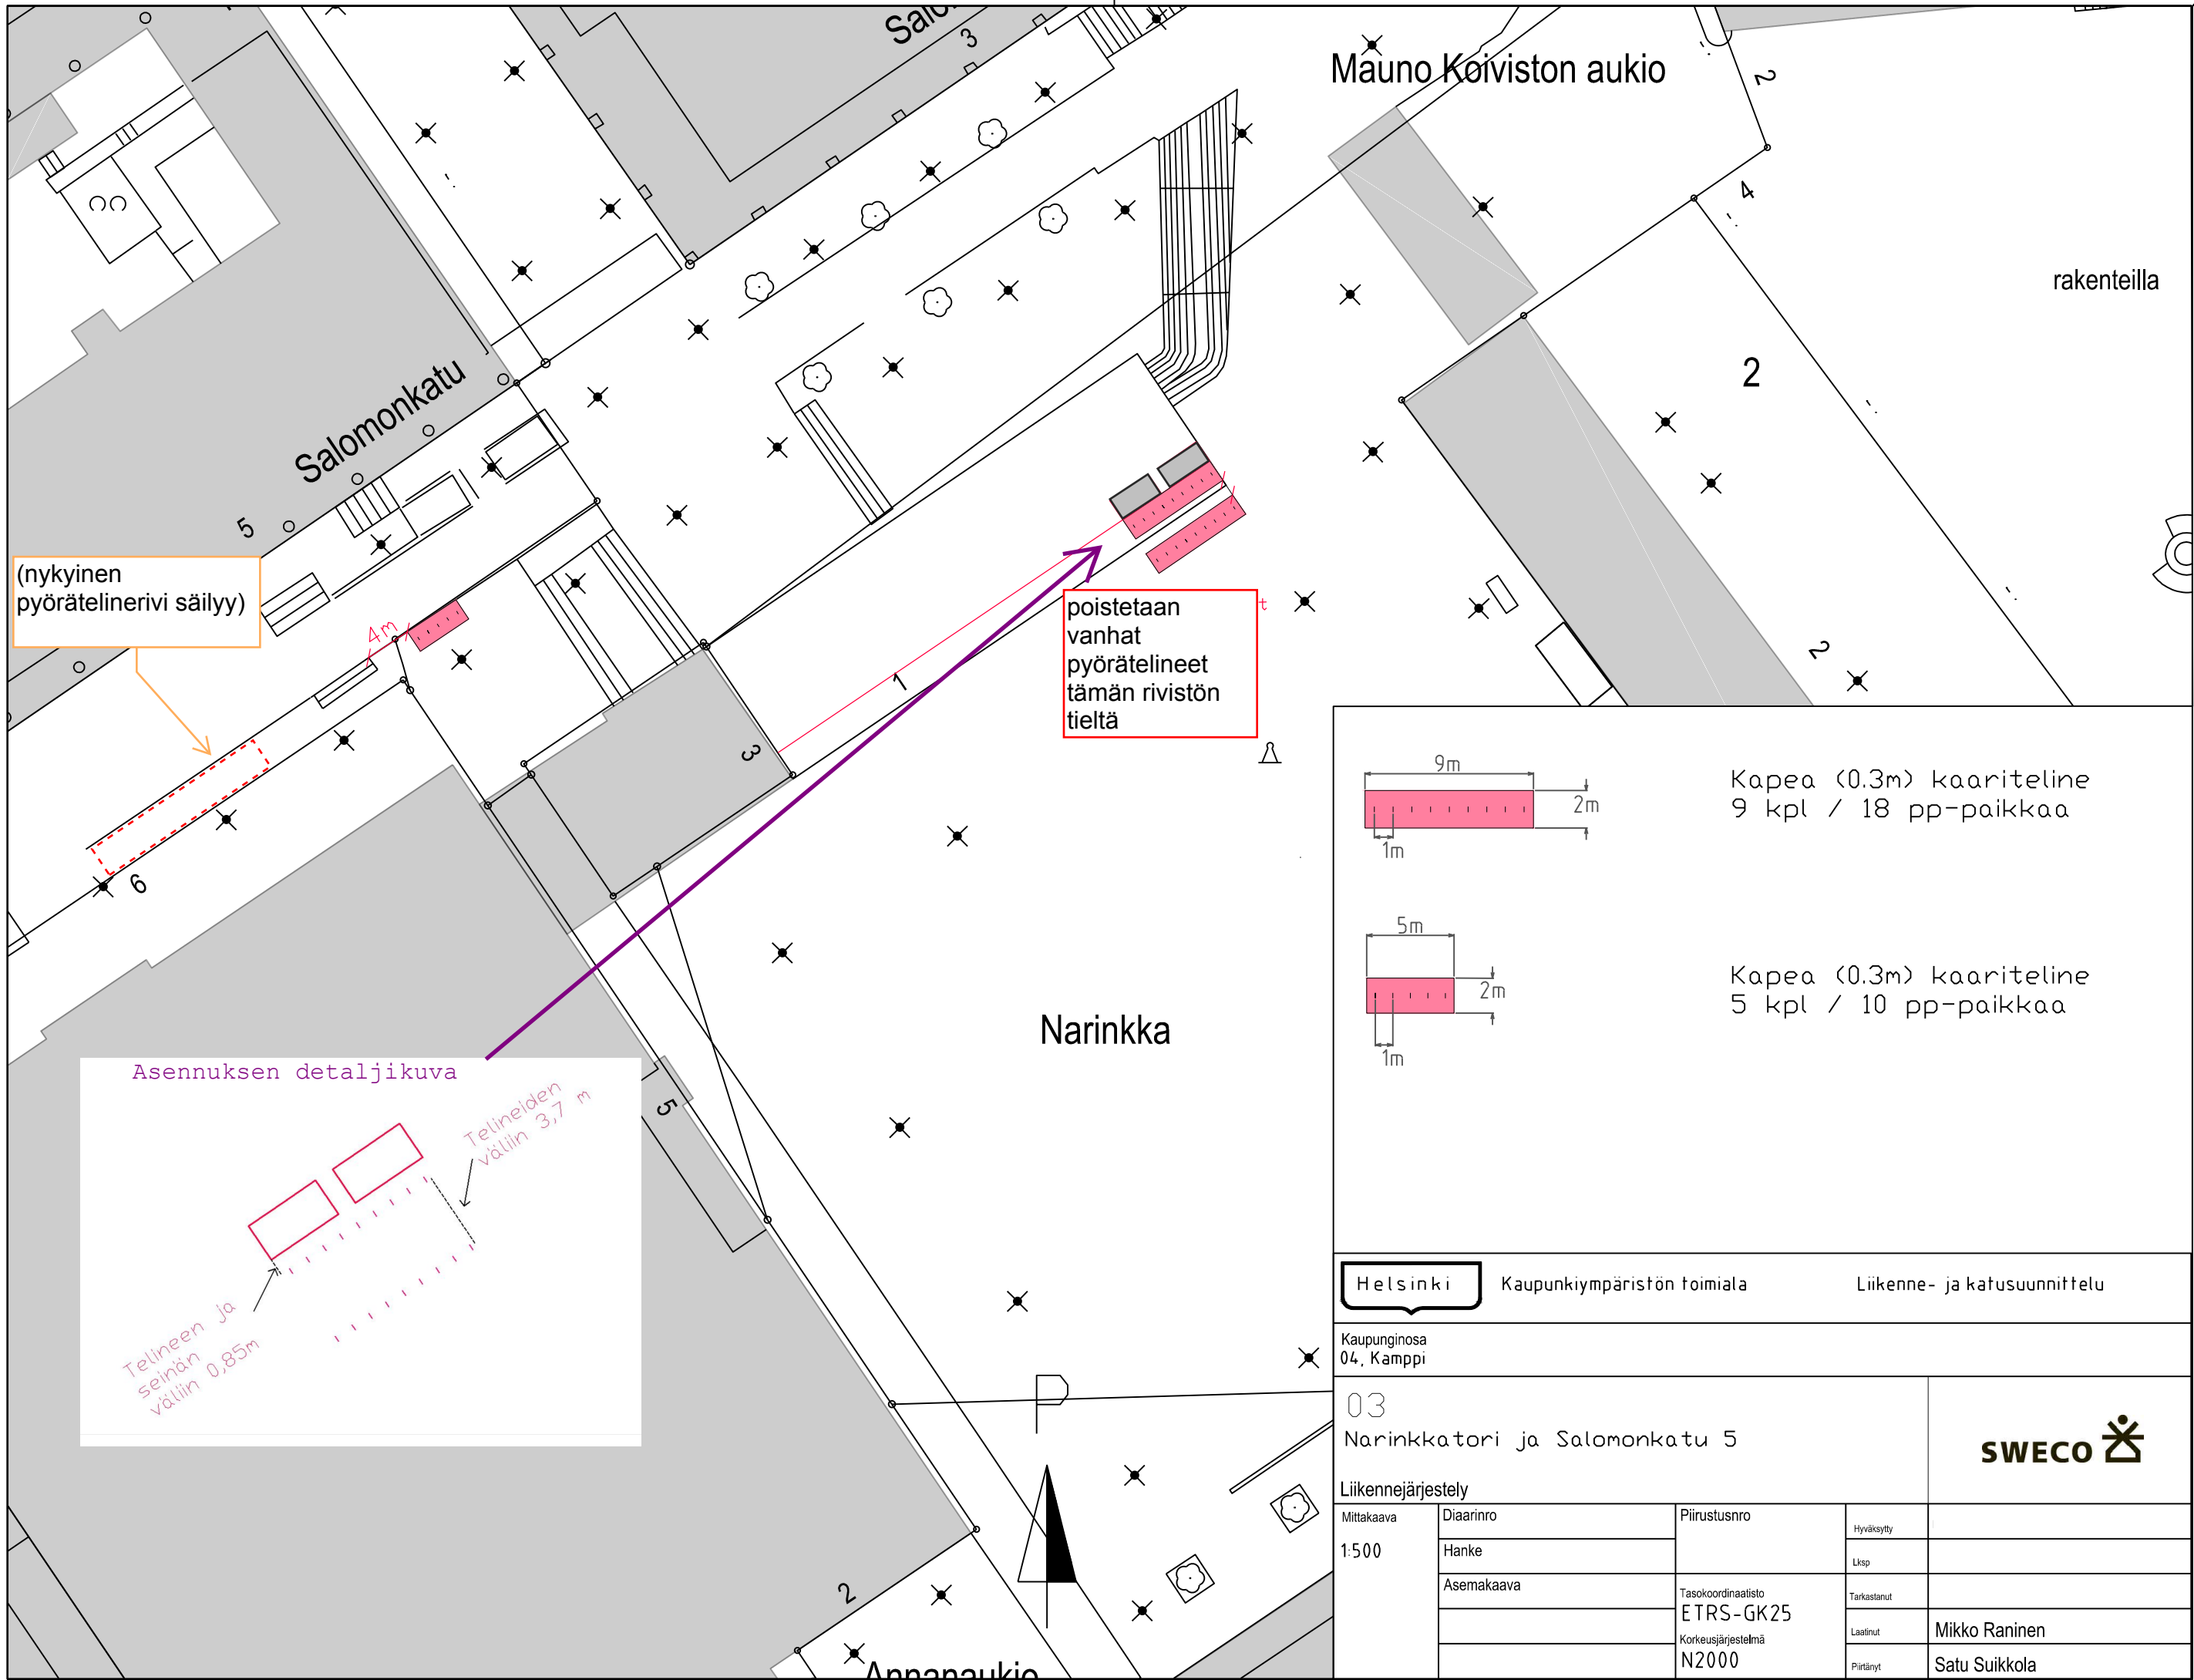 Mauno Koiviston aukio
3
2
4
rakenteilla
2
Salomonkatu
5
(nykyinen
pyörätelinerivi säilyy)
4m
poistetaan
vanhat
pyörätelineet
tämän rivistön
tieltä
t
1
3
2
6
9m
2m
1m
Kapea (0.3m) kaariteline
9 kpl / 18 pp-paikkaa
5m
2m
1m
Kapea (0.3m) kaariteline
5 kpl / 10 pp-paikkaa
Narinkka
Asennuksen detaljikuva
Telineiden
väliin 3,7 m
Telineen ja
seinän
väliin 0,85m
5
P
2
Annanaukio
Helsinki
Kaupunkiympäristön toimiala
Liikenne- ja katusuunnittelu
Kaupunginosa
04, Kamppi
03
Narinkkatori ja Salomonkatu 5
Liikennejärjestely
SWECO
Mittakaava
1:500
Diaarinro
Hanke
Asemakaava
Piirustusnro
Tasokoordinaatisto
ETRS-GK25
Korkeusjärjestelmä
N2000
Hyväksytty
Lksp
Tarkastanut
Laatinut
Mikko Raninen
Piirtänyt
Satu Suikkola